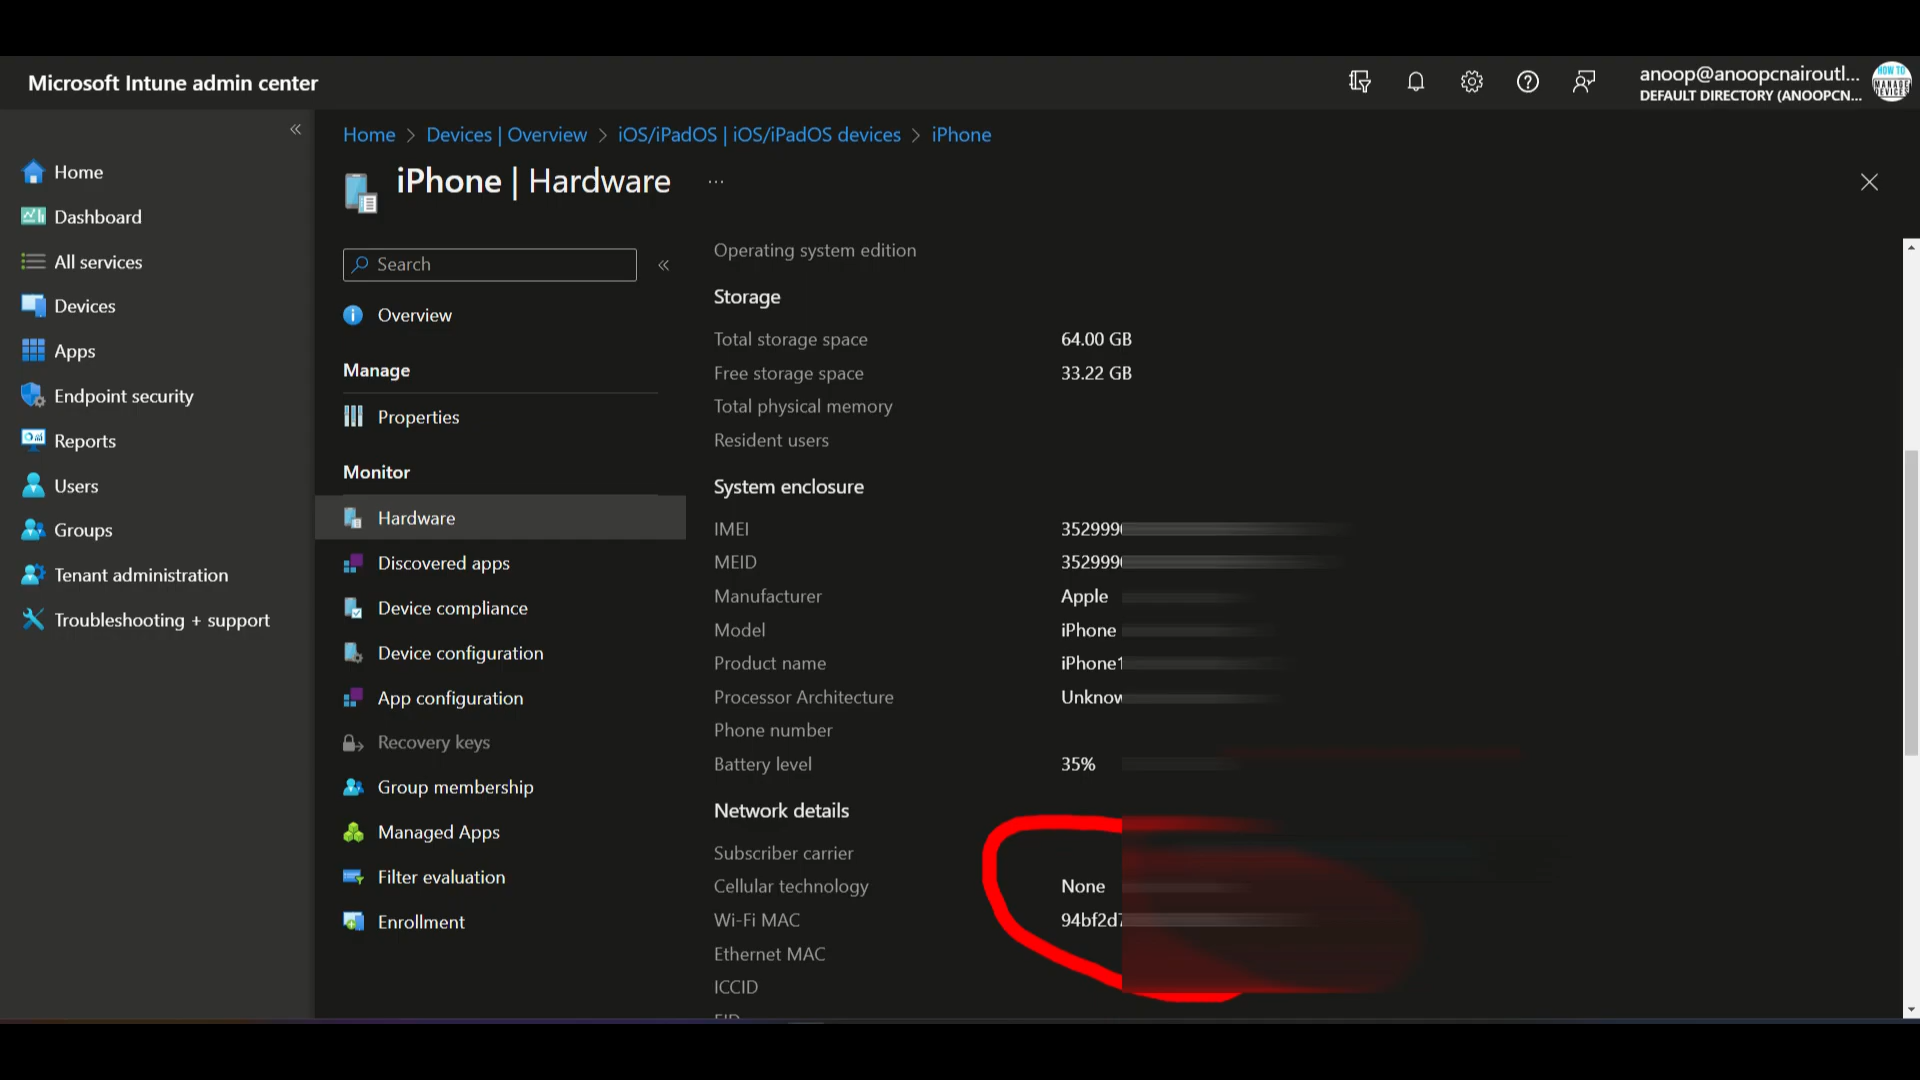 Microsoft Intune admin center
anoop@anoopcnairoutl...
DEFAULT DIRECTORY (ANOOPCN...
HOW TO
MANAGE
DEVICES
Home
Dashboard
All services
Devices
Apps
Endpoint security
Reports
Users
Groups
Tenant administration
Troubleshooting + support
Home > Devices | Overview > iOS/iPadOS | iOS/iPadOS devices > iPhone
iPhone | Hardware ...
Search
Overview
Manage
Properties
Monitor
Hardware
Discovered apps
Device compliance
Device configuration
App configuration
Recovery keys
Group membership
Managed Apps
Filter evaluation
Enrollment
Operating system edition
Storage
Total storage space 64.00 GB
Free storage space 33.22 GB
Total physical memory
Resident users
System enclosure
IMEI 352999
MEID 352999
Manufacturer Apple
Model iPhone
Product name iPhone1
Processor Architecture Unknow
Phone number
Battery level 35%
Network details
Subscriber carrier
Cellular technology None
Wi-Fi MAC 94bf2d
Ethernet MAC
ICCID